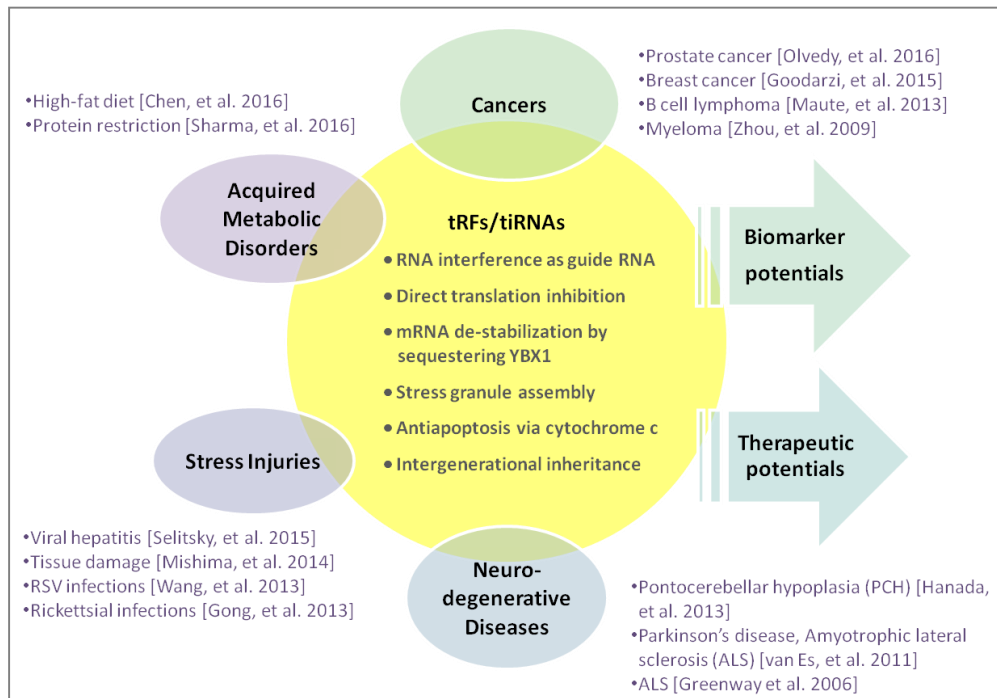 •High-fat diet [Chen, et al. 2016]
•Protein restriction [Sharma, et al. 2016]
Cancers
•Prostate cancer [Olvedy, et al. 2016]
•Breast cancer [Goodarzi, et al. 2015]
•B cell lymphoma [Maute, et al. 2013]
•Myeloma [Zhou, et al. 2009]
Acquired
Metabolic
Disorders
tRFs/tiRNAs
•RNA interference as guide RNA
•Direct translation inhibition
•mRNA de-stabilization by
sequestering YBX1
•Stress granule assembly
•Antiapoptosis via cytochrome c
•Intergenerational inheritance
Biomarker
potentials
Therapeutic
potentials
Stress Injuries
•Viral hepatitis [Selitsky, et al. 2015]
•Tissue damage [Mishima, et al. 2014]
•RSV infections [Wang, et al. 2013]
•Rickettsial infections [Gong, et al. 2013]
Neuro-
degenerative
Diseases
•Pontocerebellar hypoplasia (PCH) [Hanada,
et al. 2013]
•Parkinson's disease, Amyotrophic lateral
sclerosis (ALS) [van Es, et al. 2011]
•ALS [Greenway et al. 2006]